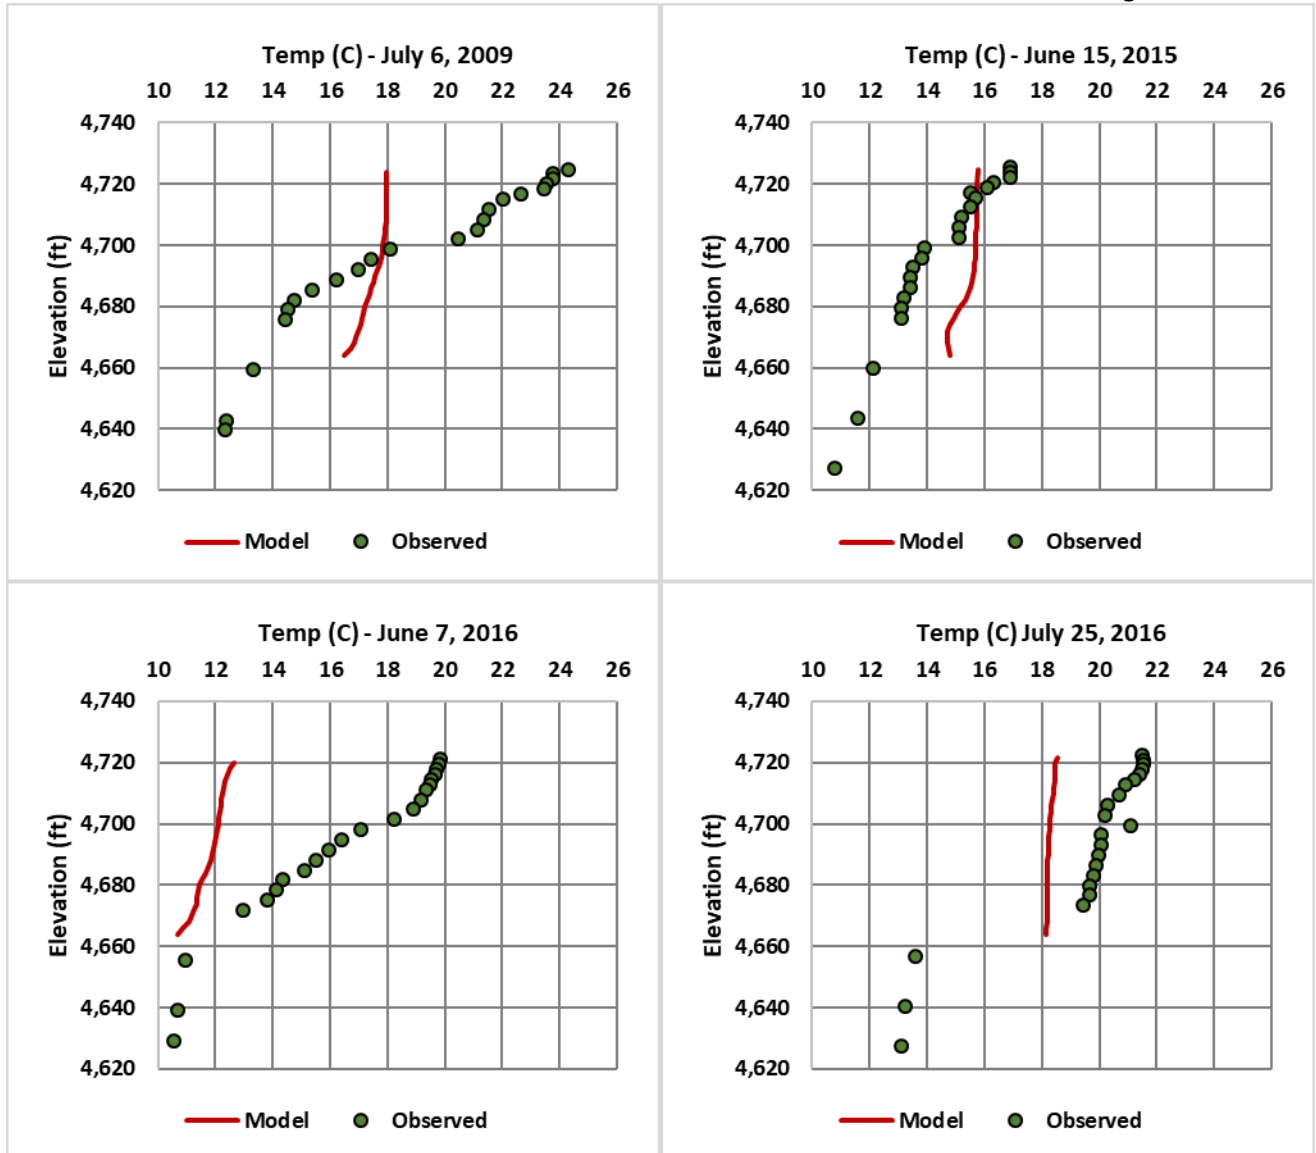 Temp (C) - July 6, 2009
10 12 14 16 18 20 22 24 26
4,740
4,720
4,700
4,680
4,660
4,640
4,620
Elevation (ft)
Model Observed
Temp (C) - June 15, 2015
10 12 14 16 18 20 22 24 26
4,740
4,720
4,700
4,680
4,660
4,640
4,620
Elevation (ft)
Model Observed
Temp (C) - June 7, 2016
10 12 14 16 18 20 22 24 26
4,740
4,720
4,700
4,680
4,660
4,640
4,620
Elevation (ft)
Model Observed
Temp (C) July 25, 2016
10 12 14 16 18 20 22 24 26
4,740
4,720
4,700
4,680
4,660
4,640
4,620
Elevation (ft)
Model Observed